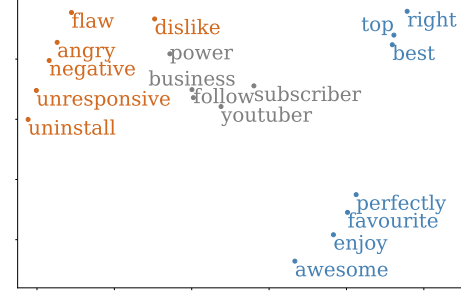 flaw
dislike
top
right
angry
power
best
negative
business
unresponsive
follow
subscriber
youtuber
uninstall
perfectly
favourite
enjoy
awesome